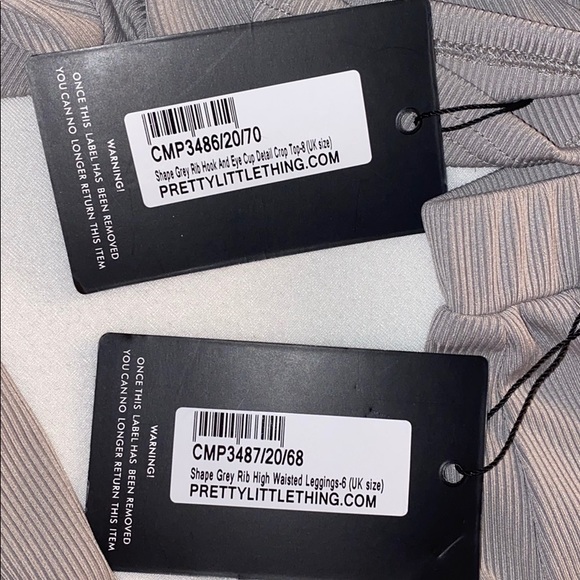 CMP3486/20/70
Shape Grey Rib Hook And Eye Cup Detail Crop Top-8 (UK size)
PRETTYLITTLETHING.COM
WARNING!
ONCE THIS LABEL HAS BEEN REMOVED
YOU CAN NO LONGER RETURN THIS ITEM
CMP3487/20/68
Shape Grey Rib High Waisted Leggings-6 (UK size)
PRETTYLITTLETHING.COM
WARNING!
ONCE THIS LABEL HAS BEEN REMOVED
YOU CAN NO LONGER RETURN THIS ITEM